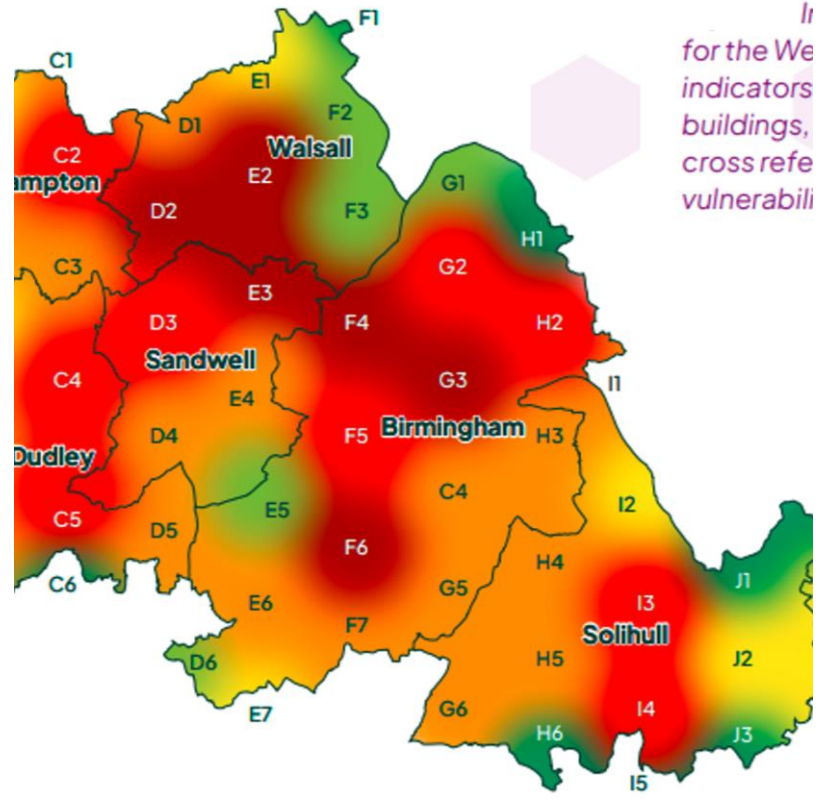 F1
In
for the We
indicators
buildings,
cross refe
vulnerabili
C1
E1
D1
F2
Walsall
C2
ampton
E2
D2
F3
G1
H1
C3
G2
E3
D3
F4
H2
Sandwell
C4
E4
G3
I1
D4
F5
Birmingham
H3
Dudley
C5
D5
E5
C4
I2
F6
C6
E6
F7
G5
H4
J1
I3
Solihull
D6
H5
J2
E7
G6
I4
H6
J3
I5